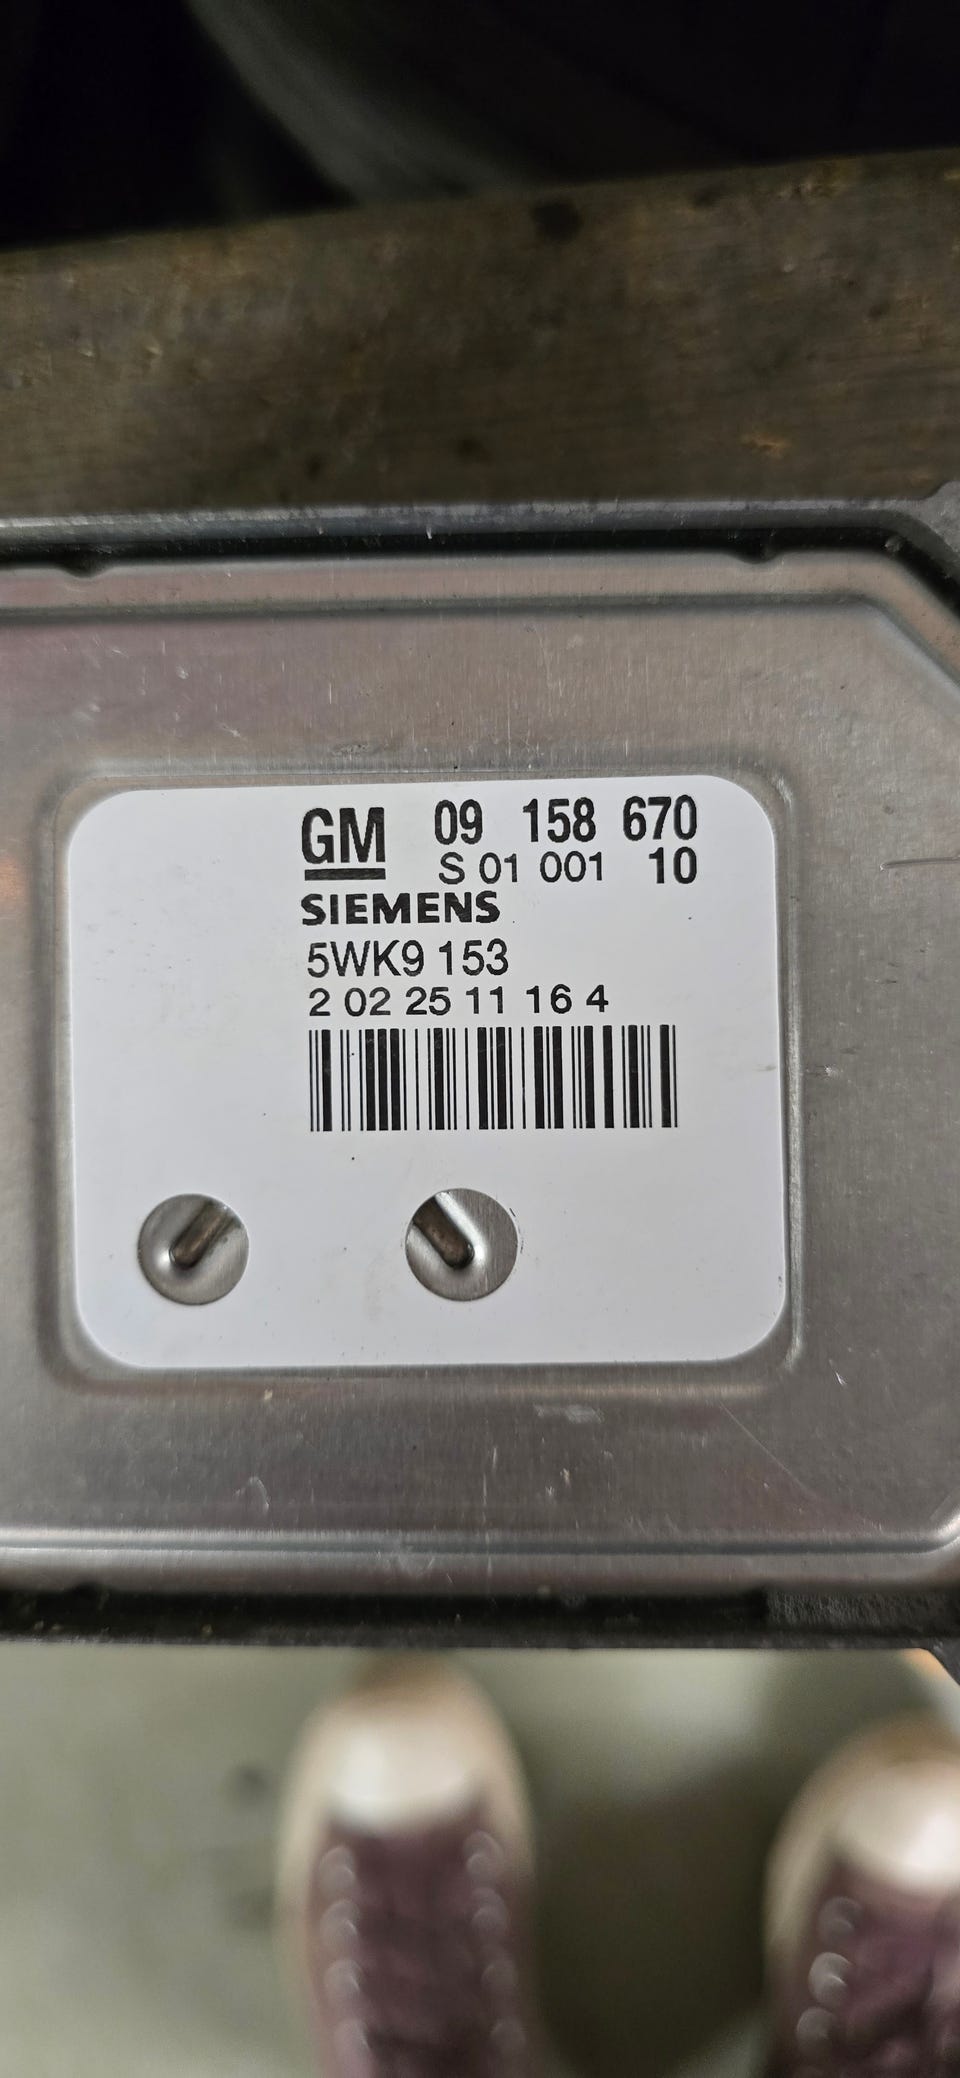 GM 09 158 670
S 01 001 10
SIEMENS
5WK9 153
2 02 25 11 16 4